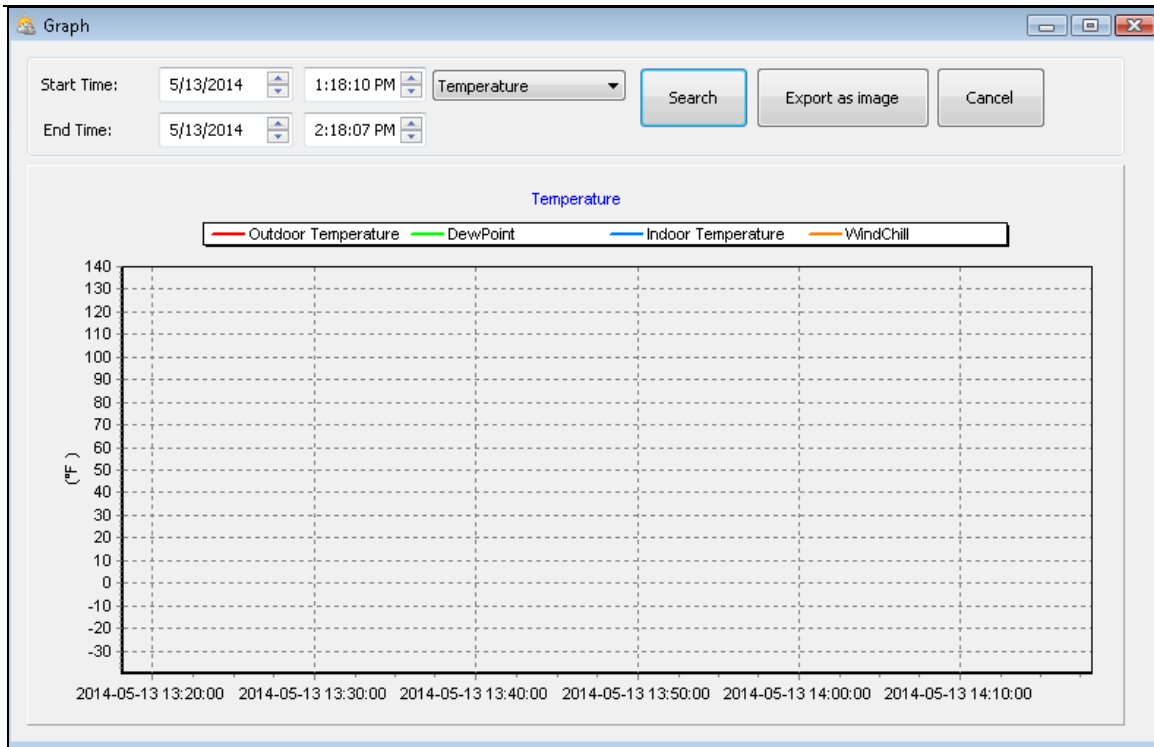 Graph
Start Time: 5/13/2014 1:18:10 PM Temperature Search Export as image Cancel
End Time: 5/13/2014 2:18:07 PM
Temperature
Outdoor Temperature DewPoint Indoor Temperature WindChill
140
130
120
110
100
90
80
70
60
(°F )
50
40
30
20
10
0
-10
-20
-30
2014-05-13 13:20:00 2014-05-13 13:30:00 2014-05-13 13:40:00 2014-05-13 13:50:00 2014-05-13 14:00:00 2014-05-13 14:10:00